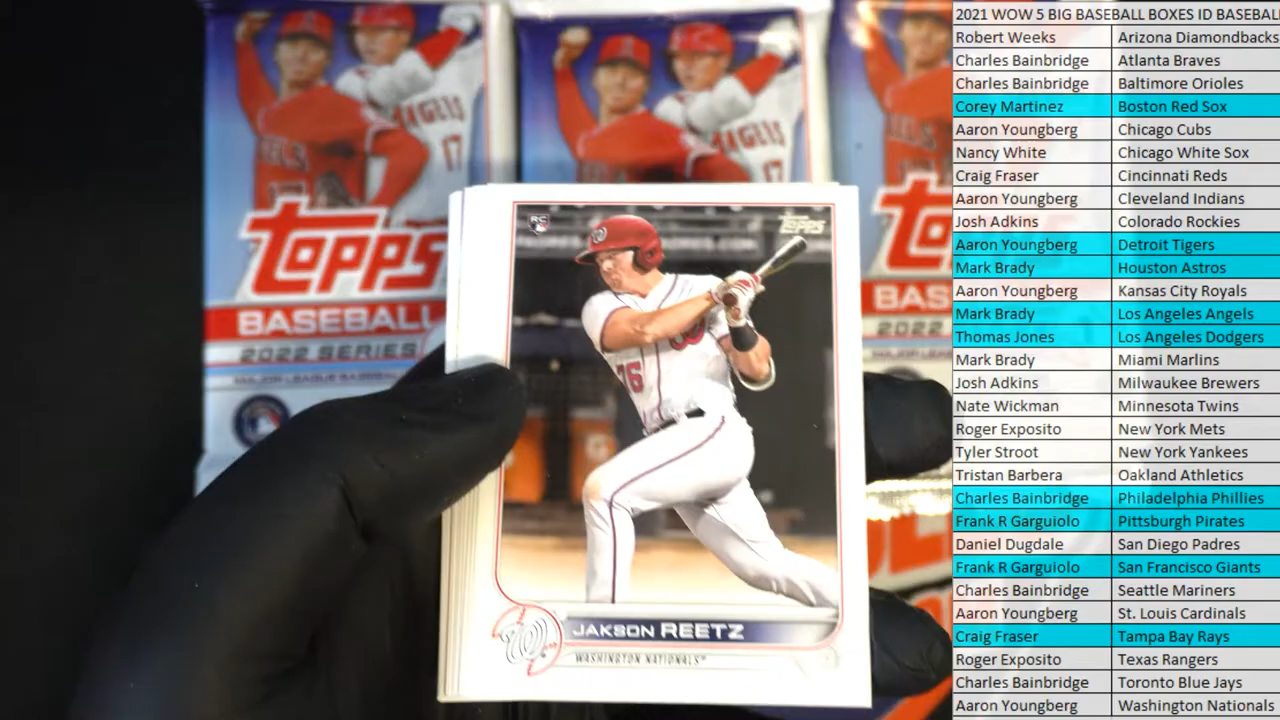 ANGELS
17
ANGELS
17
TOPPS
BASEBALL
2022 SERIES
MAJOR LEAGUE BASEBALL
BAS
2022
RC
TOPPS
76
JAKSON REETZ
WASHINGTON NATIONALS
2021 WOW 5 BIG BASEBALL BOXES ID BASEBAL
Robert Weeks Arizona Diamondbacks
Charles Bainbridge Atlanta Braves
Charles Bainbridge Baltimore Orioles
Corey Martinez Boston Red Sox
Aaron Youngberg Chicago Cubs
Nancy White Chicago White Sox
Craig Fraser Cincinnati Reds
Aaron Youngberg Cleveland Indians
Josh Adkins Colorado Rockies
Aaron Youngberg Detroit Tigers
Mark Brady Houston Astros
Aaron Youngberg Kansas City Royals
Mark Brady Los Angeles Angels
Thomas Jones Los Angeles Dodgers
Mark Brady Miami Marlins
Josh Adkins Milwaukee Brewers
Nate Wickman Minnesota Twins
Roger Exposito New York Mets
Tyler Stroot New York Yankees
Tristan Barbera Oakland Athletics
Charles Bainbridge Philadelphia Phillies
Frank R Garguiolo Pittsburgh Pirates
Daniel Dugdale San Diego Padres
Frank R Garguiolo San Francisco Giants
Charles Bainbridge Seattle Mariners
Aaron Youngberg St. Louis Cardinals
Craig Fraser Tampa Bay Rays
Roger Exposito Texas Rangers
Charles Bainbridge Toronto Blue Jays
Aaron Youngberg Washington Nationals